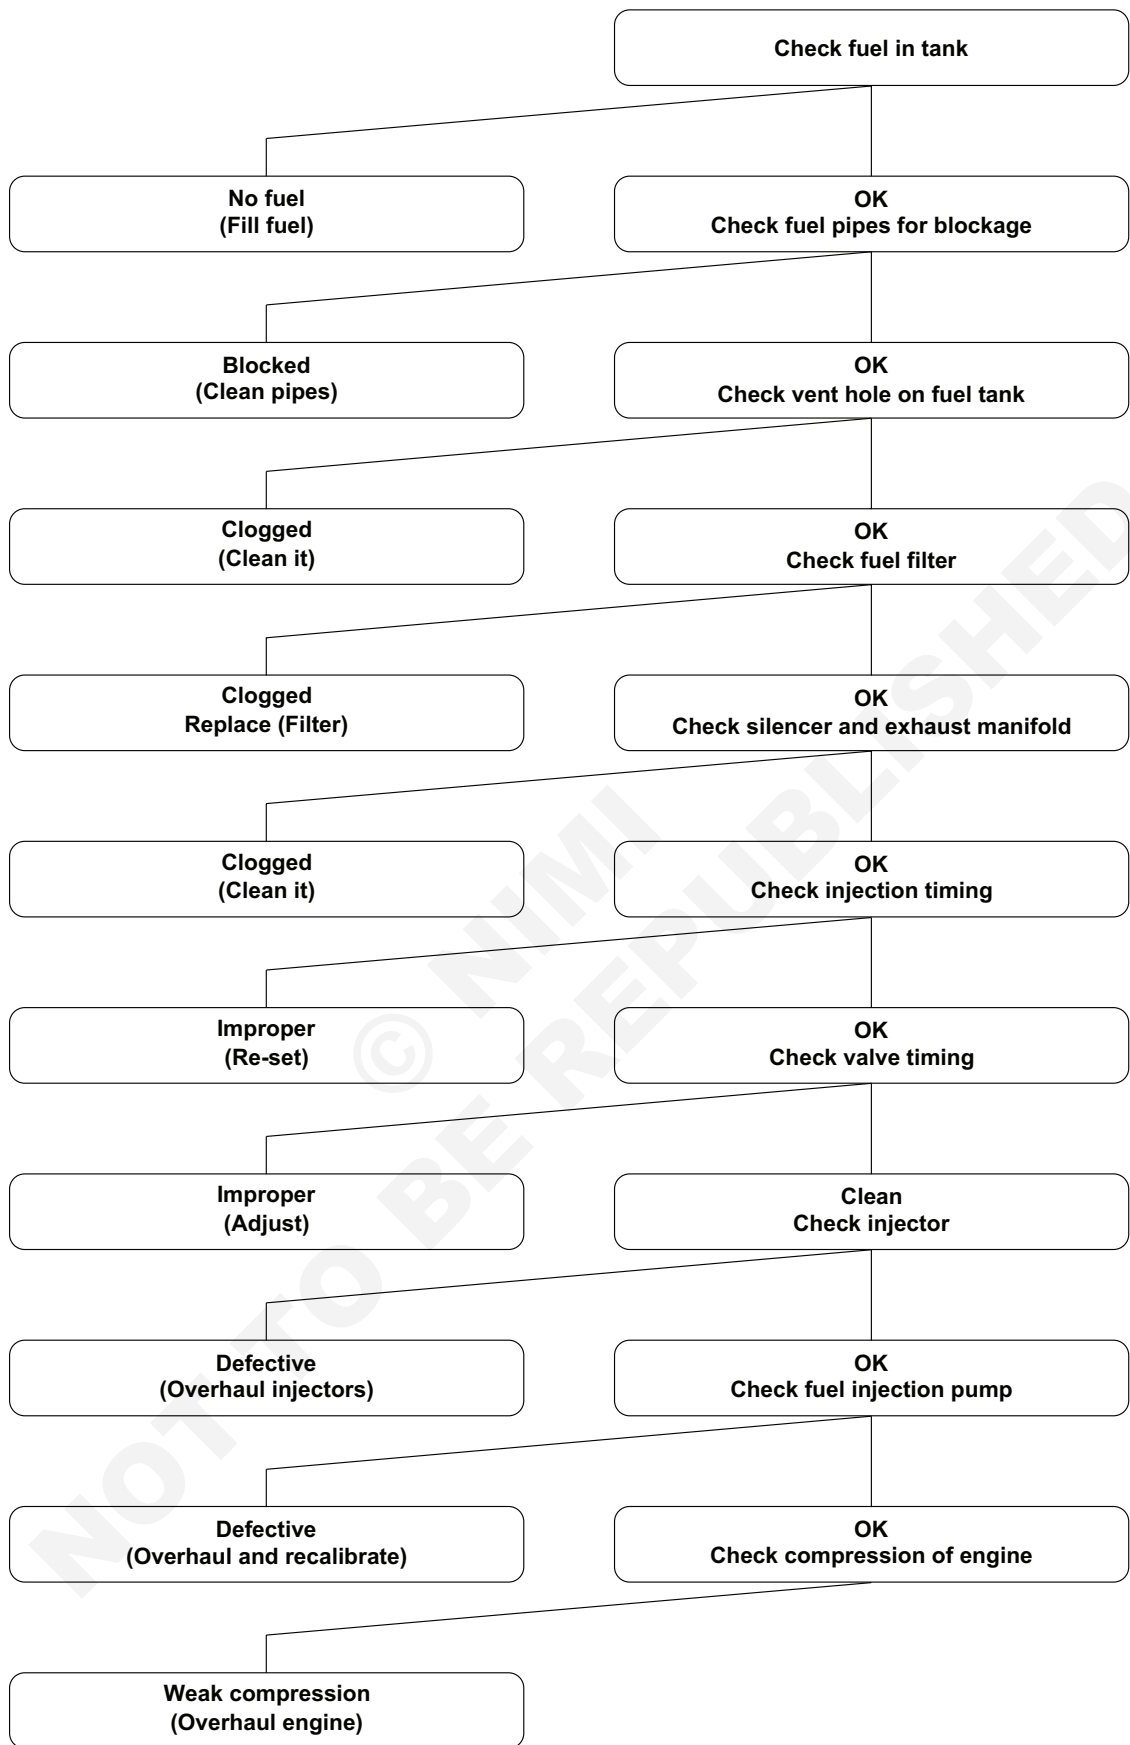 Check fuel in tank
No fuel
(Fill fuel)
OK
Check fuel pipes for blockage
Blocked
(Clean pipes)
OK
Check vent hole on fuel tank
Clogged
(Clean it)
OK
Check fuel filter
Clogged
Replace (Filter)
OK
Check silencer and exhaust manifold
Clogged
(Clean it)
OK
Check injection timing
Improper
(Re-set)
OK
Check valve timing
Improper
(Adjust)
Clean
Check injector
Defective
(Overhaul injectors)
OK
Check fuel injection pump
Defective
(Overhaul and recalibrate)
OK
Check compression of engine
Weak compression
(Overhaul engine)
© NIMI
NOT TO BE REPUBLISHED